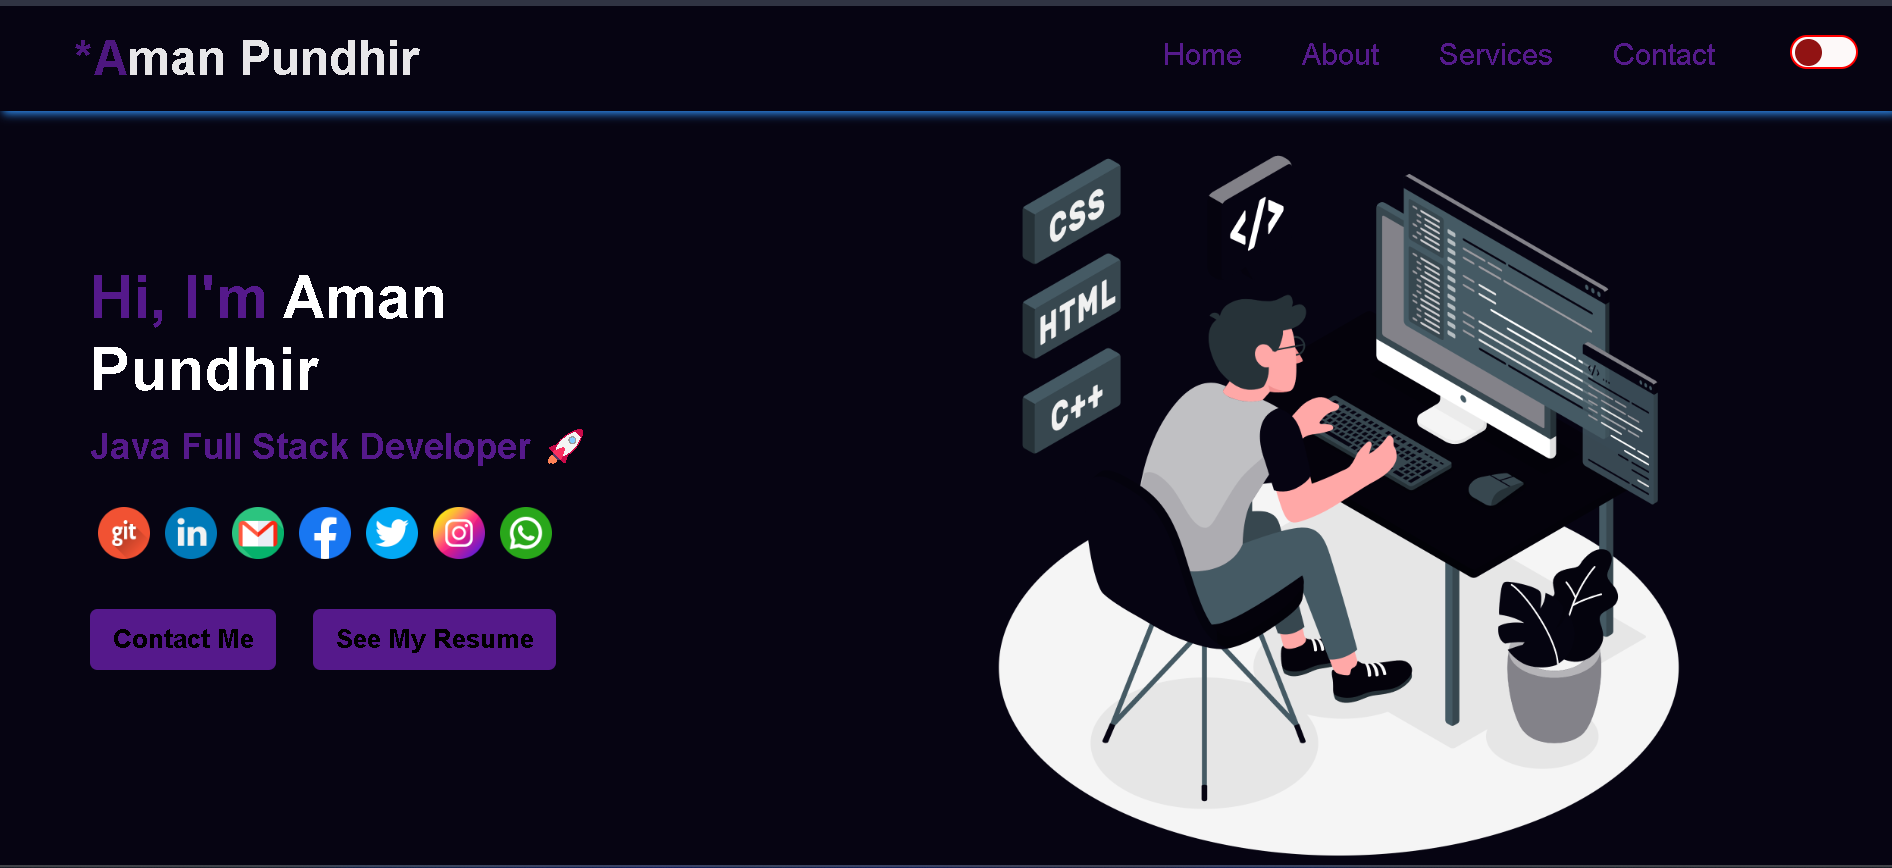 *Aman Pundhir
Home About Services Contact
Hi, I'm Aman
Pundhir
Java Full Stack Developer 🚀
git in
Contact Me See My Resume
CSS
</>
HTML
C++